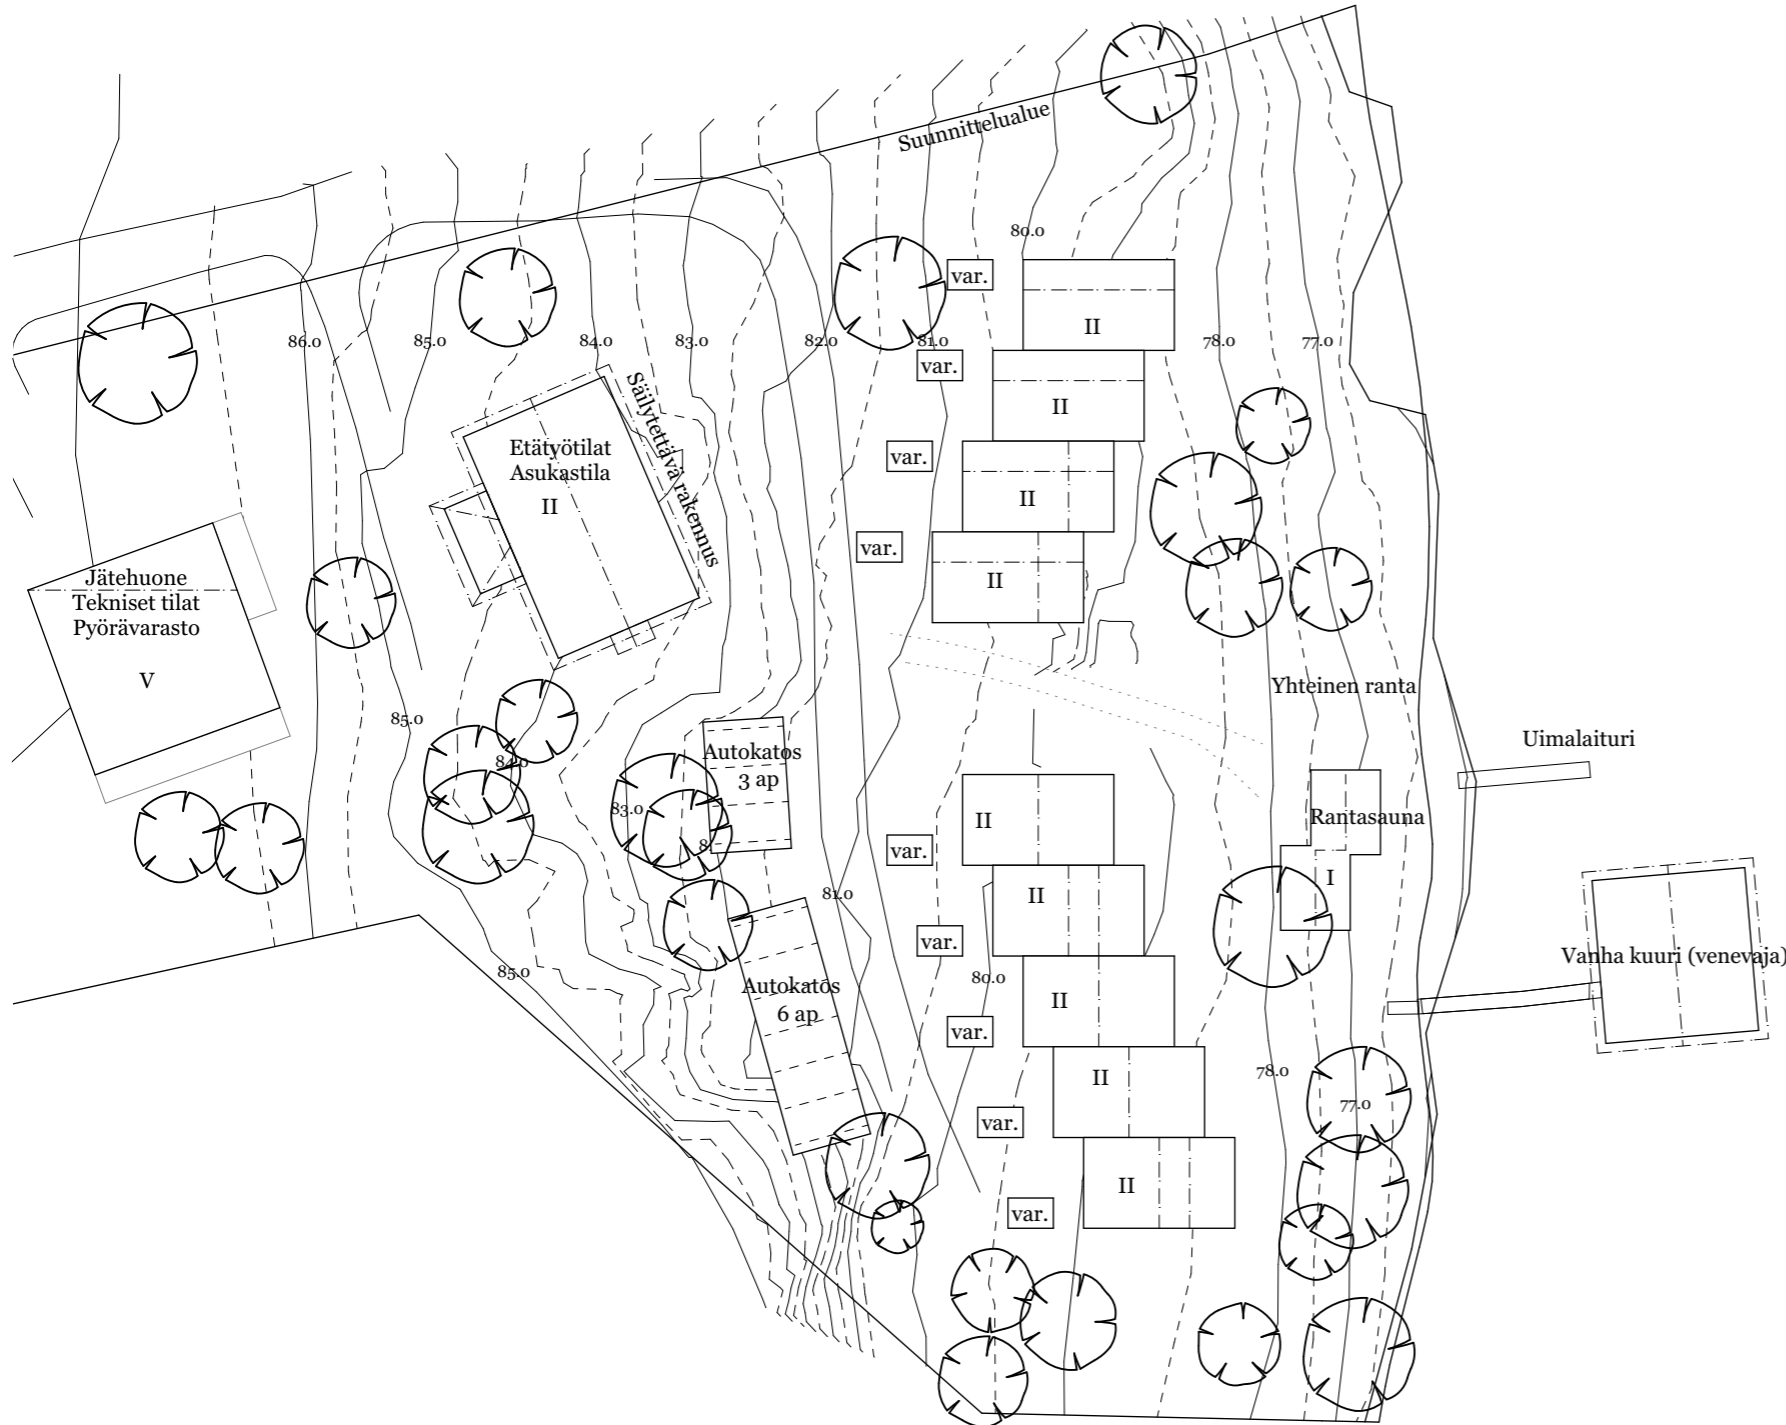 Suunnittelualue
80.0
var.
II
86.0
85.0
84.0
83.0
82.0
81.0
78.0
77.0
var.
II
Säilytettävä rakennus
Etätyötilat
Asukastila
II
var.
II
var.
II
Jätehuone
Tekniset tilat
Pyörävarasto
V
Yhteinen ranta
85.0
Uimalaituri
Autokatos
3 ap
84.0
83.0
Rantasauna
II
var.
I
81.0
II
var.
Vanha kuuri (venevaja)
85.0
80.0
Autokatos
6 ap
II
var.
78.0
II
77.0
var.
II
var.